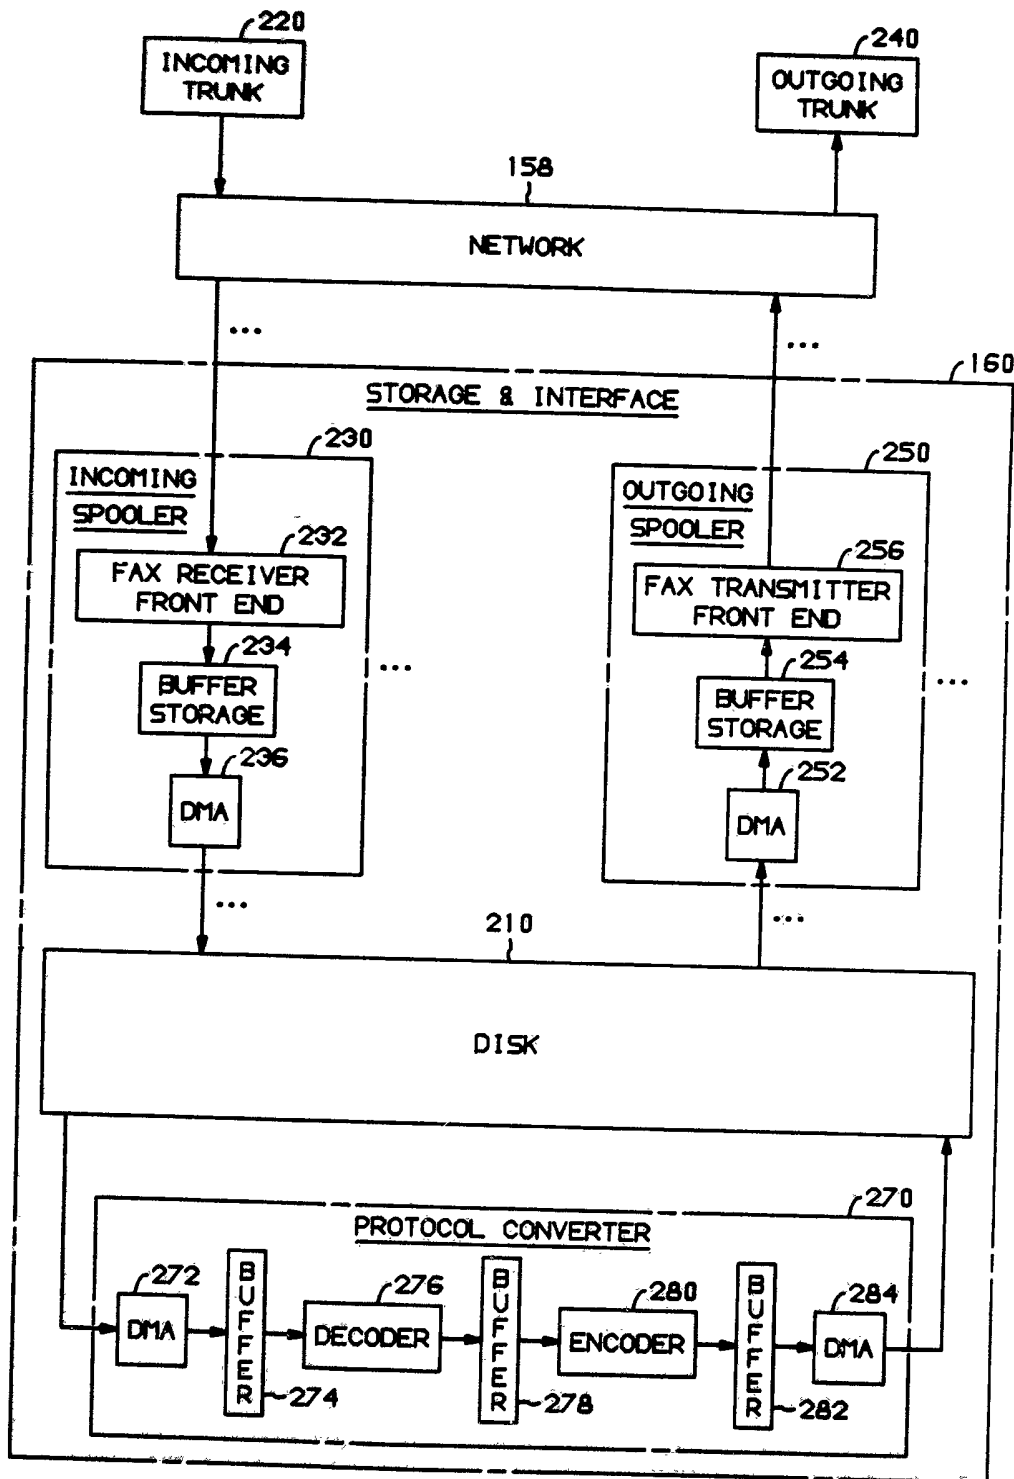 220
INCOMING
TRUNK
240
OUTGOING
TRUNK
158
NETWORK
...
...
160
STORAGE & INTERFACE
230
INCOMING
SPOOLER
232
FAX RECEIVER
FRONT END
234
BUFFER
STORAGE
236
DMA
...
250
OUTGOING
SPOOLER
256
FAX TRANSMITTER
FRONT END
254
BUFFER
STORAGE
252
DMA
...
...
...
210
DISK
270
PROTOCOL CONVERTER
272
DMA
BUFFER
274
276
DECODER
BUFFER
278
280
ENCODER
BUFFER
282
284
DMA